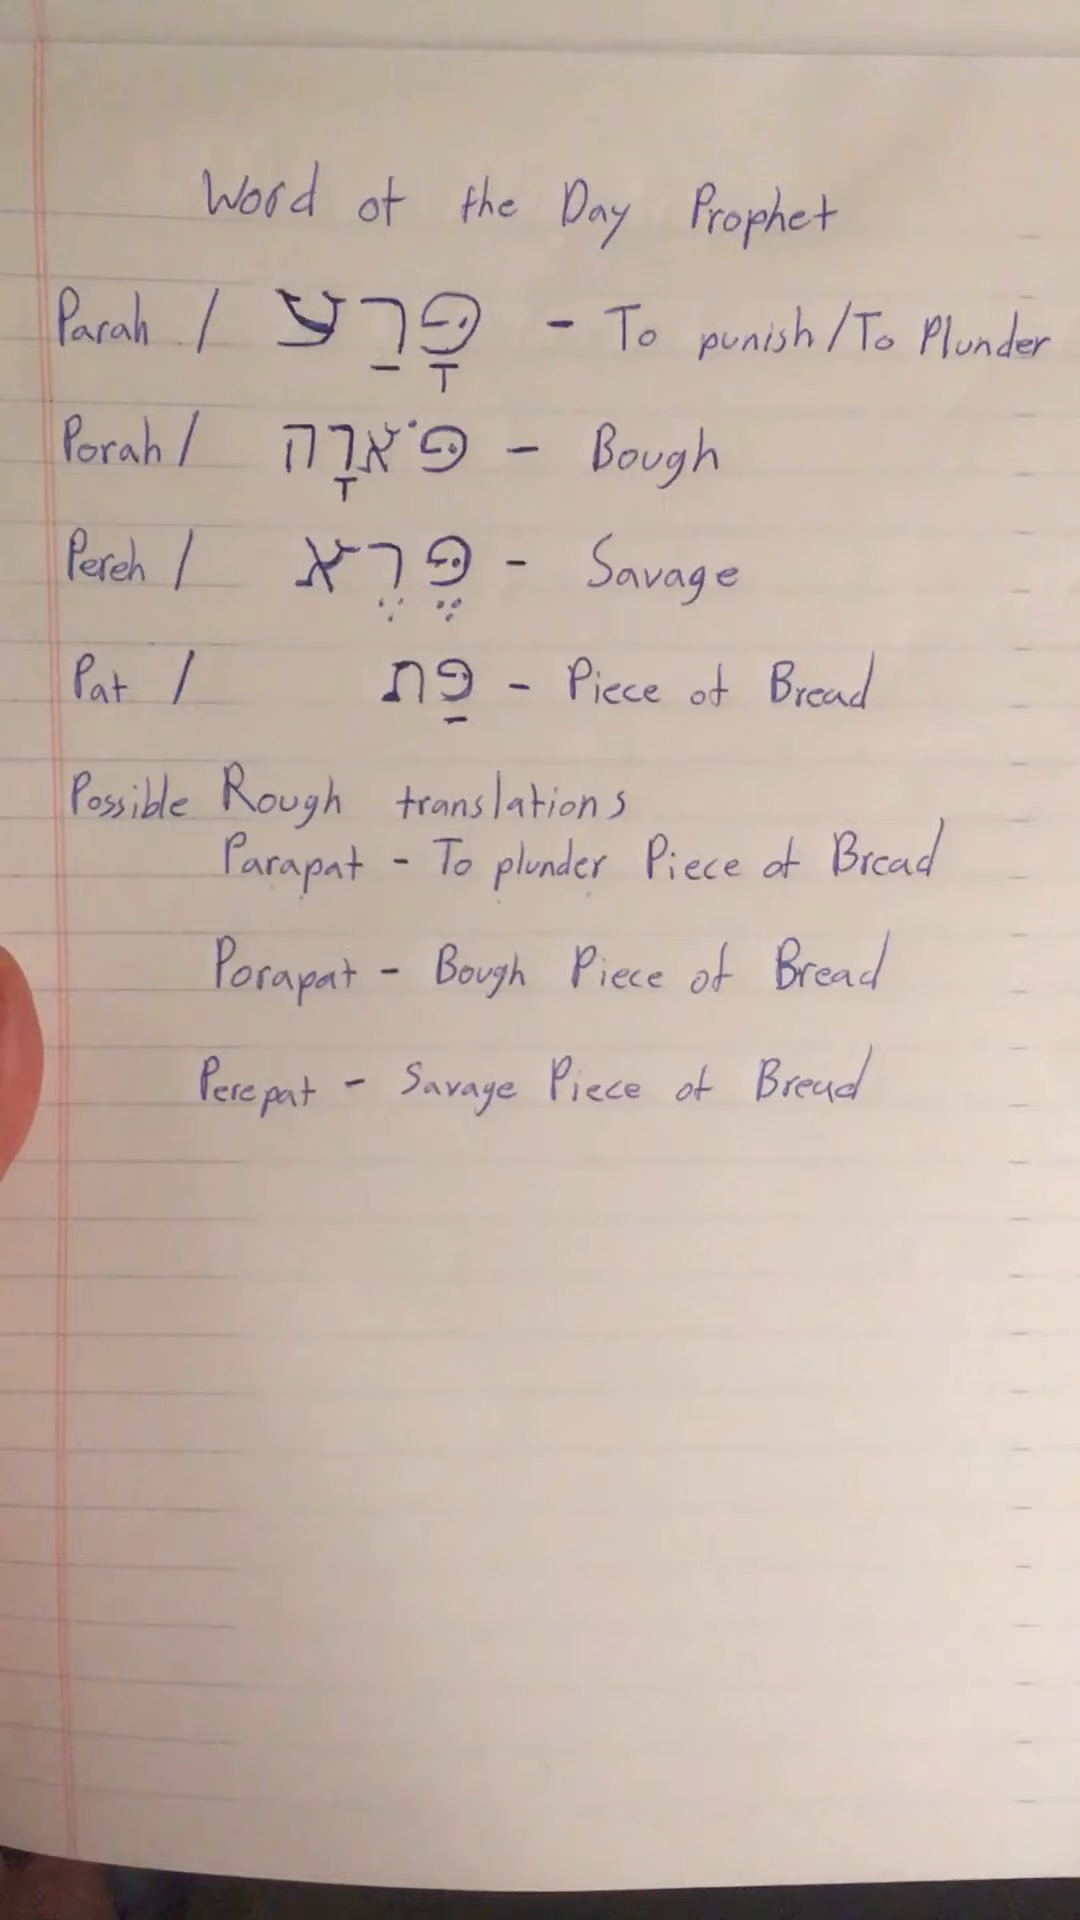 Word of the Day Prophet
Parah / פָּרַע - To punish/To Plunder
Porah / פֹּארָה - Bough
Pereh / פֶּרֶא - Savage
Pat / פַּת - Piece of Bread
Possible Rough translations
Parapat - To plunder Piece of Bread
Porapat - Bough Piece of Bread
Perepat - Savage Piece of Bread